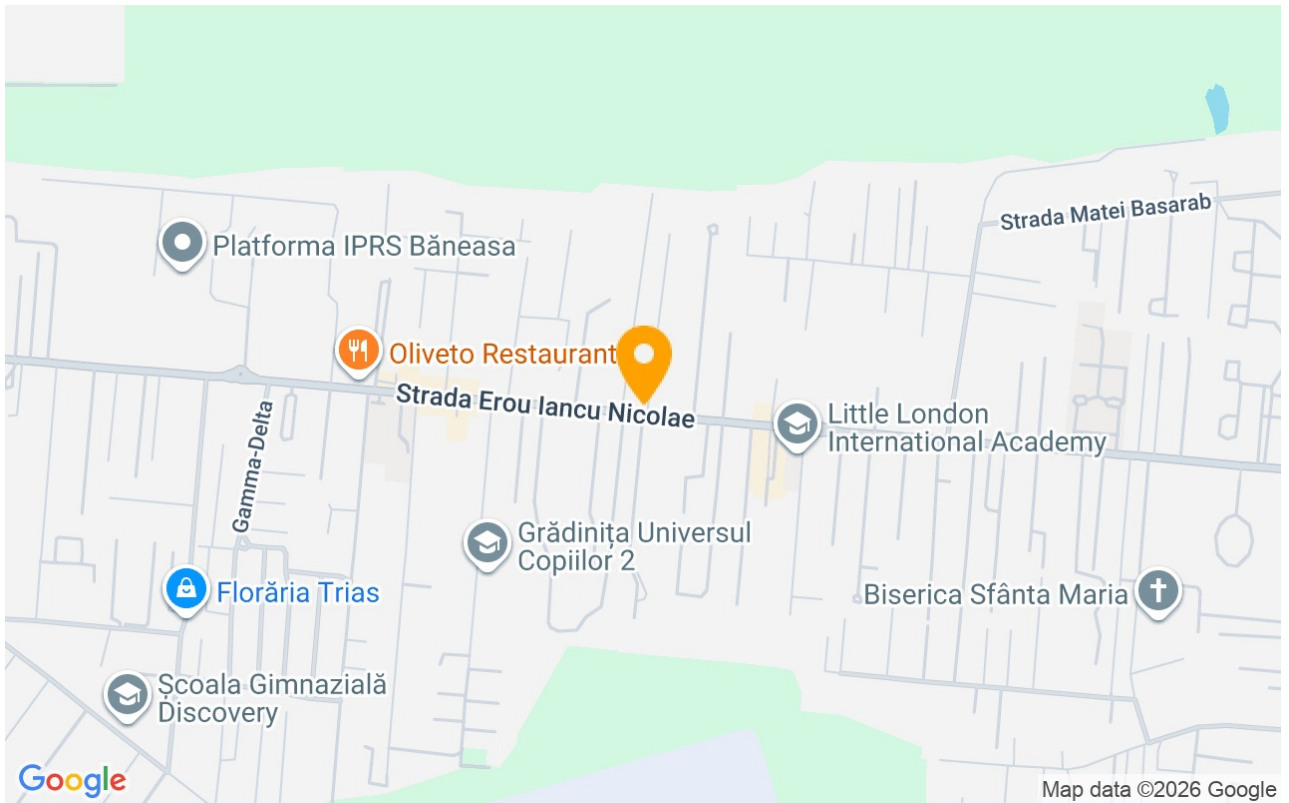 Strada Matei Basarab
Platforma IPRS Băneasa
Oliveto Restaurant
Strada Erou Iancu Nicolae
Little London
International Academy
Gamma-Delta
Grădinița Universul
Copiilor 2
Florăria Trias
Biserica Sfânta Maria
Școala Gimnazială
Discovery
Google
Map data ©2026 Google